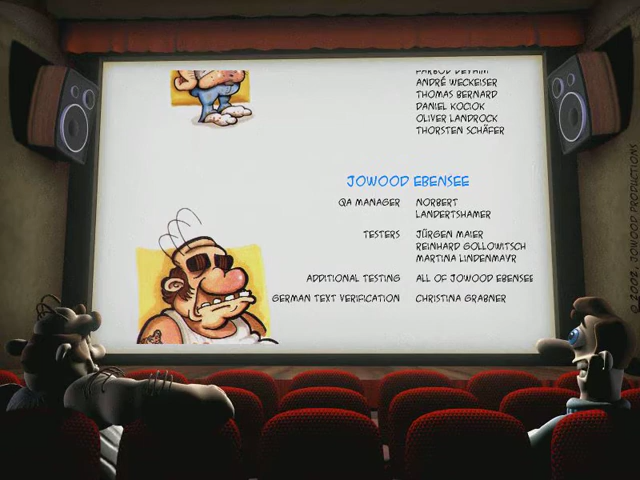 ANDRÉ WECKEISER
THOMAS BERNARD
DANIEL KOCIOK
OLIVER LANDROCK
THORSTEN SCHÄFER
JOWOOD EBENSEE
QA MANAGER NORBERT
LANDERTSHAMER
TESTERS JÜRGEN MAIER
REINHARD GOLLOWITSCH
MARTINA LINDENMAYR
ADDITIONAL TESTING ALL OF JOWOOD EBENSEE
GERMAN TEXT VERIFICATION CHRISTINA GRABNER
JOWOOD PRODUCTIONS